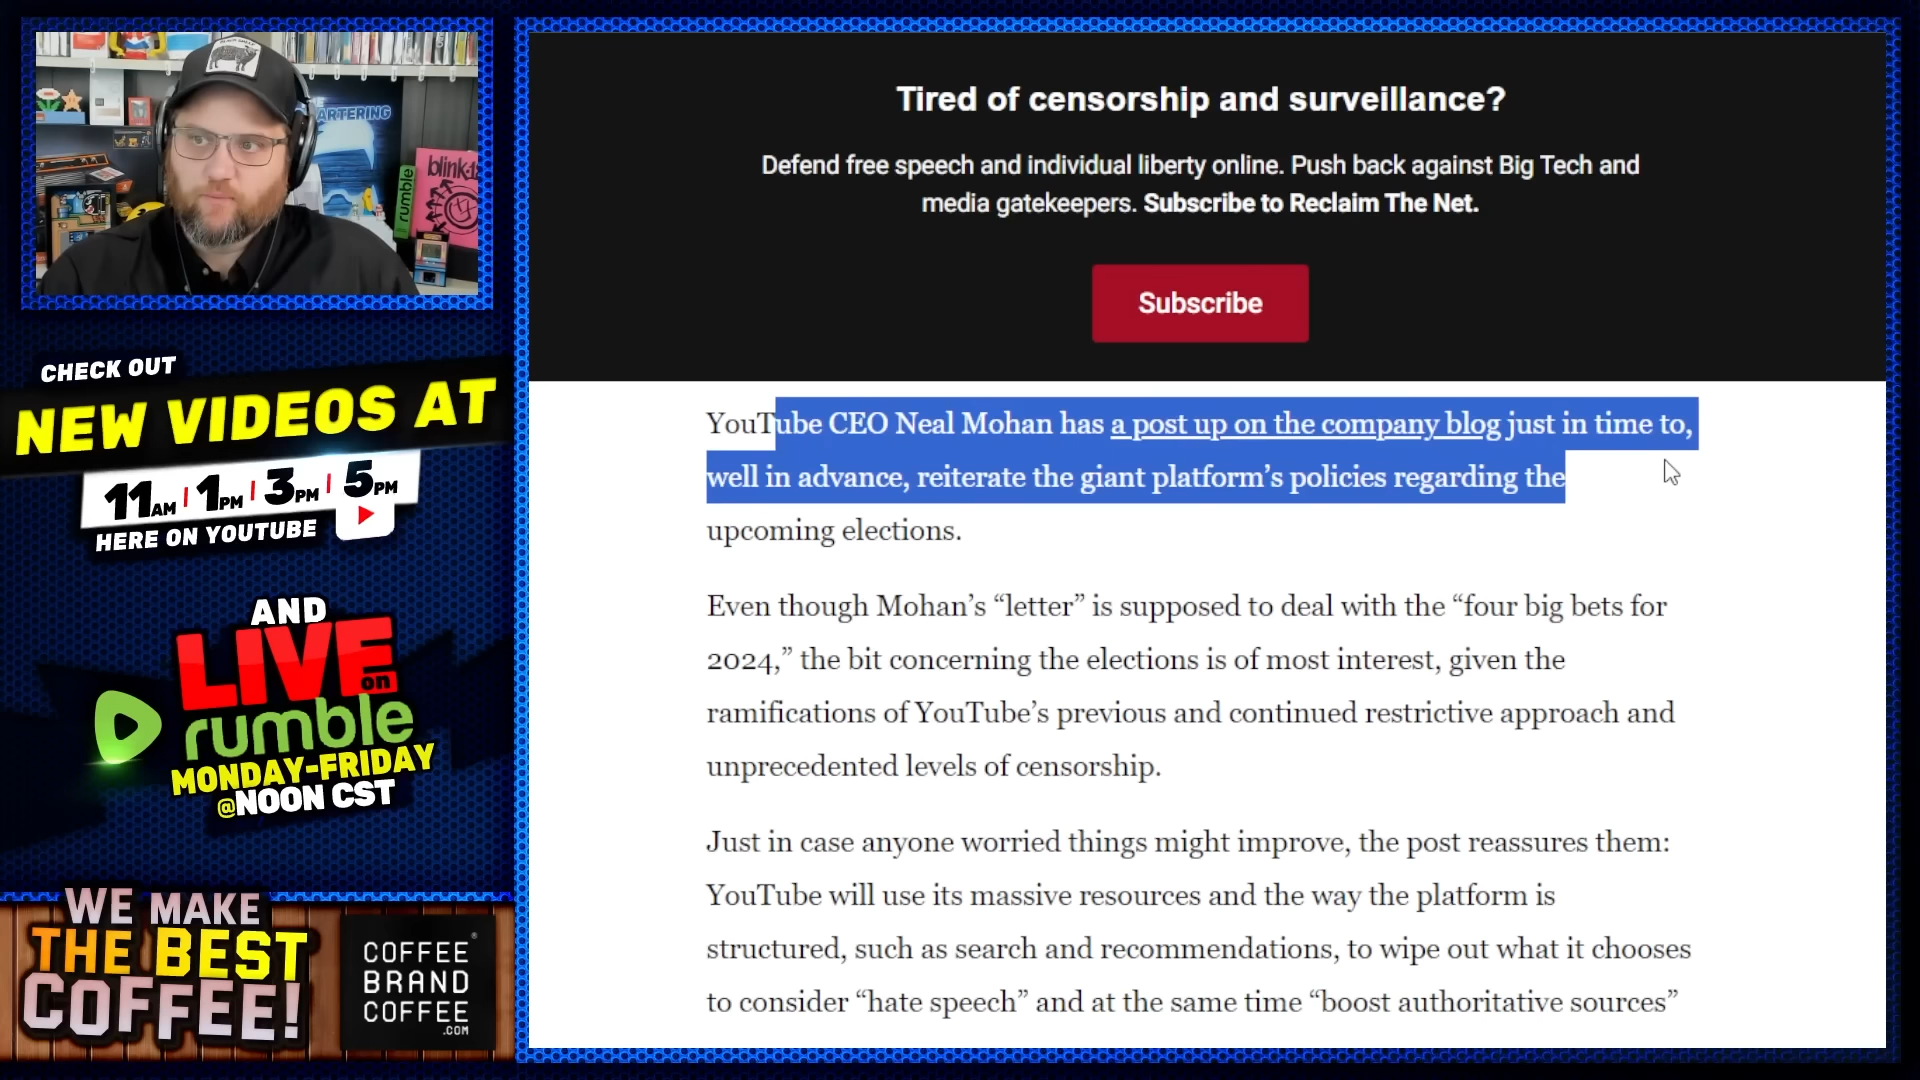 ARTERING
rumble
blink-1
CHECK OUT
NEW VIDEOS AT
11AM | 1PM | 3PM | 5PM
HERE ON YOUTUBE
AND
LIVE
on
rumble
MONDAY-FRIDAY
@NOON CST
WE MAKE
THE BEST
COFFEE!
COFFEE
BRAND
COFFEE
.COM
Tired of censorship and surveillance?
Defend free speech and individual liberty online. Push back against Big Tech and
media gatekeepers. Subscribe to Reclaim The Net.
Subscribe
YouTube CEO Neal Mohan has a post up on the company blog just in time to,
well in advance, reiterate the giant platform’s policies regarding the
upcoming elections.
Even though Mohan’s “letter” is supposed to deal with the “four big bets for
2024,” the bit concerning the elections is of most interest, given the
ramifications of YouTube’s previous and continued restrictive approach and
unprecedented levels of censorship.
Just in case anyone worried things might improve, the post reassures them:
YouTube will use its massive resources and the way the platform is
structured, such as search and recommendations, to wipe out what it chooses
to consider “hate speech” and at the same time “boost authoritative sources”